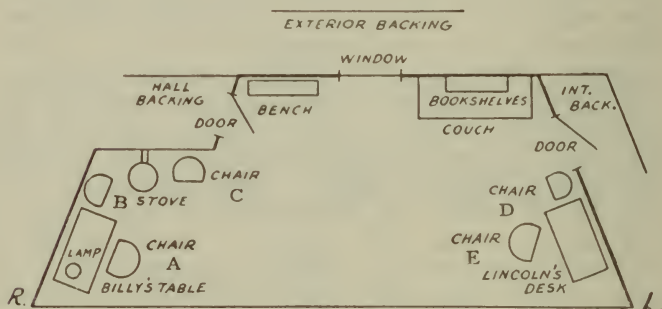 EXTERIOR BACKING
WINDOW
HALL
BACKING
BENCH
BOOKSHELVES
INT.
BACK.
DOOR
COUCH
DOOR
CHAIR
C
B
STOVE
CHAIR
D
LAMP
CHAIR
A
CHAIR
E
BILLY'S TABLE
LINCOLN'S
DESK
R.
L